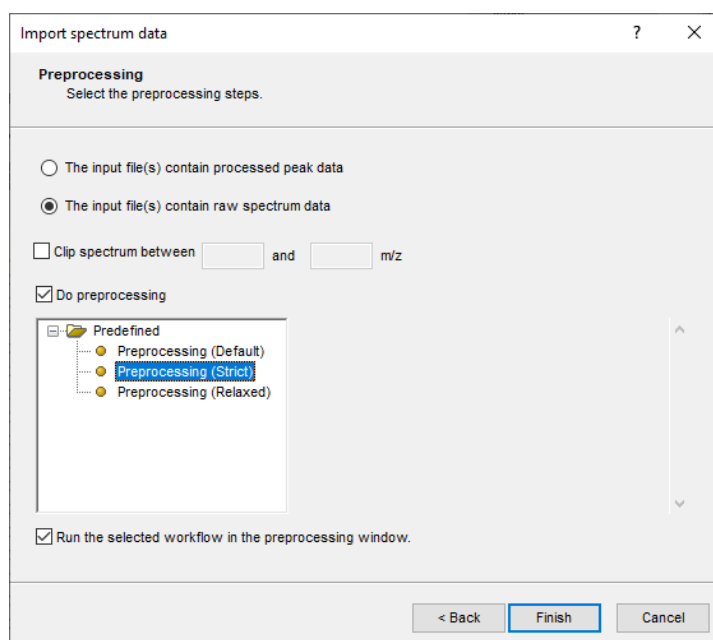 Import spectrum data
Preprocessing
Select the preprocessing steps.
The input file(s) contain processed peak data
The input file(s) contain raw spectrum data
Clip spectrum between and m/z
Do preprocessing
Predefined
Preprocessing (Default)
Preprocessing (Strict)
Preprocessing (Relaxed)
Run the selected workflow in the preprocessing window.
< Back Finish Cancel